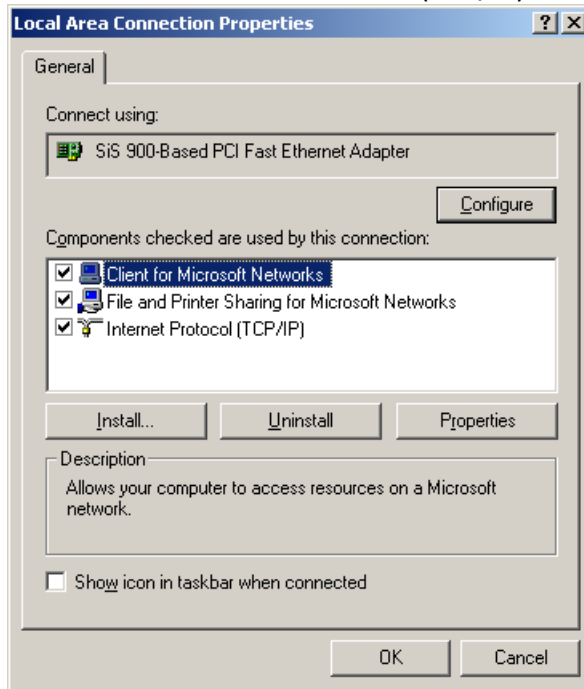 Local Area Connection Properties
General
Connect using:
SiS 900-Based PCI Fast Ethernet Adapter
Configure
Components checked are used by this connection:
Client for Microsoft Networks
File and Printer Sharing for Microsoft Networks
Internet Protocol (TCP/IP)
Install... Uninstall Properties
Description
Allows your computer to access resources on a Microsoft
network.
Show icon in taskbar when connected
OK Cancel